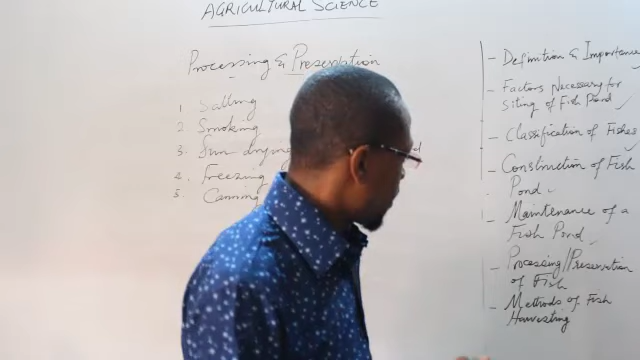 AGRICULTURAL SCIENCE
Processing & Preservation
1 Salting
2 Smoking
3. Sun drying
4. Freezing
5. Canning
- Definition & Importance
- Factors Necessary for
Siting of Fish Pond
- Classification of Fishes
- Construction of Fish
Pond
- Maintenance of a
Fish Pond
- Processing/Preservation
of Fish
- Methods of Fish
Harvesting